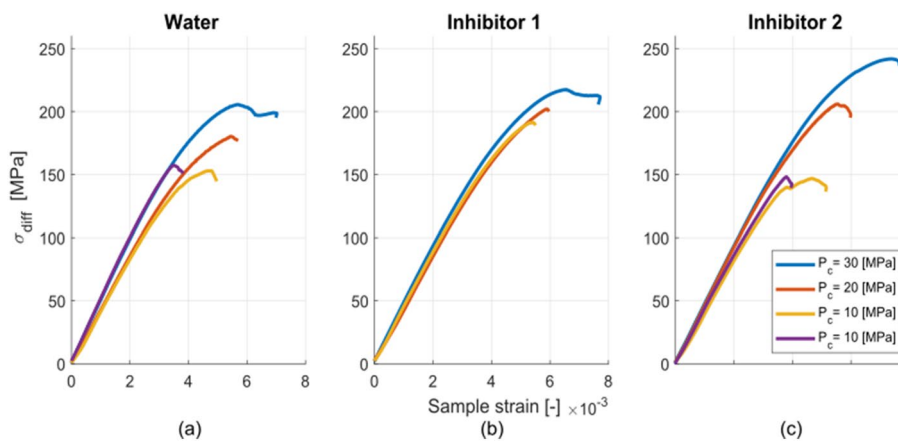 Water
Inhibitor 1
Inhibitor 2
250
200
150
100
50
0
σdiff [MPa]
0 2 4 6 8
(a)
250
200
150
100
50
0
0 2 4 6 8
Sample strain [-] ×10⁻³
(b)
250
200
150
100
50
0
Pc= 30 [MPa]
Pc= 20 [MPa]
Pc= 10 [MPa]
Pc= 10 [MPa]
(c)